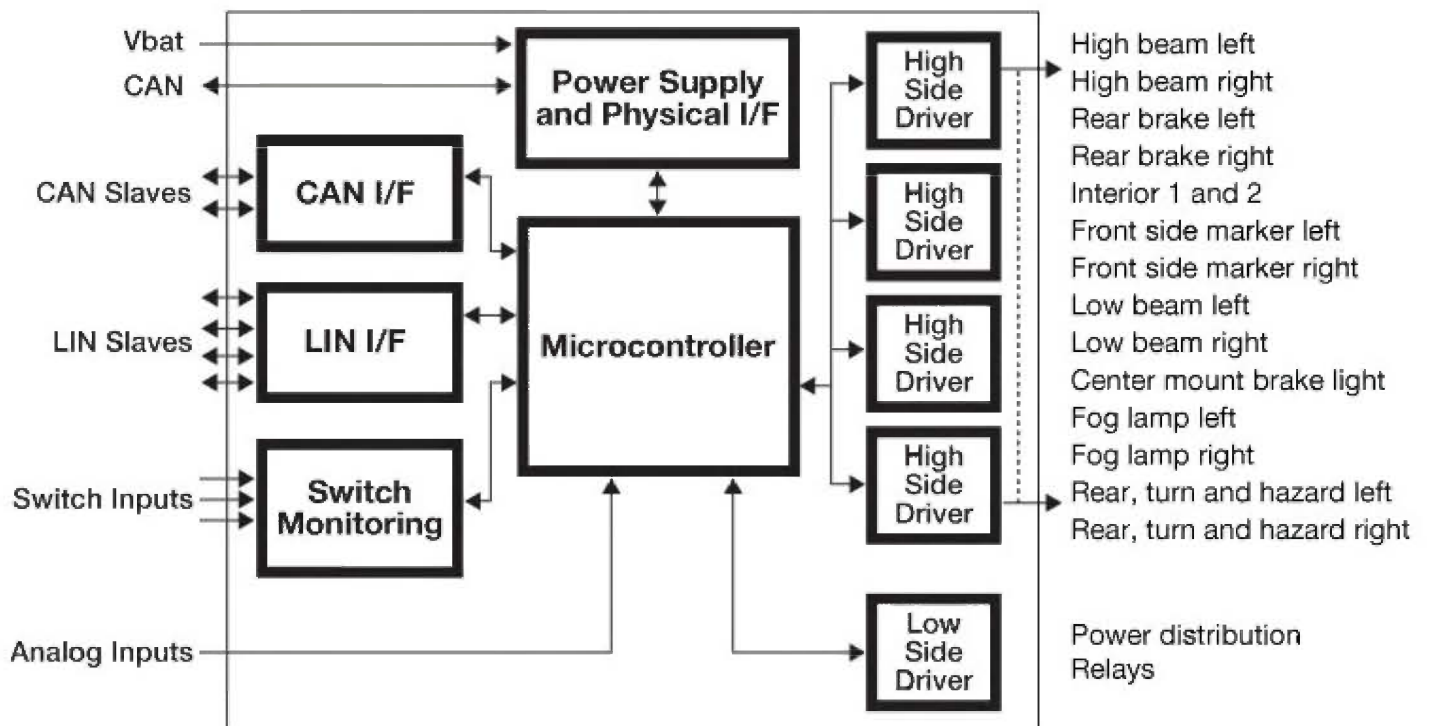 Vbat
CAN
CAN Slaves
LIN Slaves
Switch Inputs
Analog Inputs
Power Supply
and Physical I/F
CAN I/F
LIN I/F
Switch
Monitoring
Microcontroller
High
Side
Driver
High
Side
Driver
High
Side
Driver
High
Side
Driver
Low
Side
Driver
High beam left
High beam right
Rear brake left
Rear brake right
Interior 1 and 2
Front side marker left
Front side marker right
Low beam left
Low beam right
Center mount brake light
Fog lamp left
Fog lamp right
Rear, turn and hazard left
Rear, turn and hazard right
Power distribution
Relays